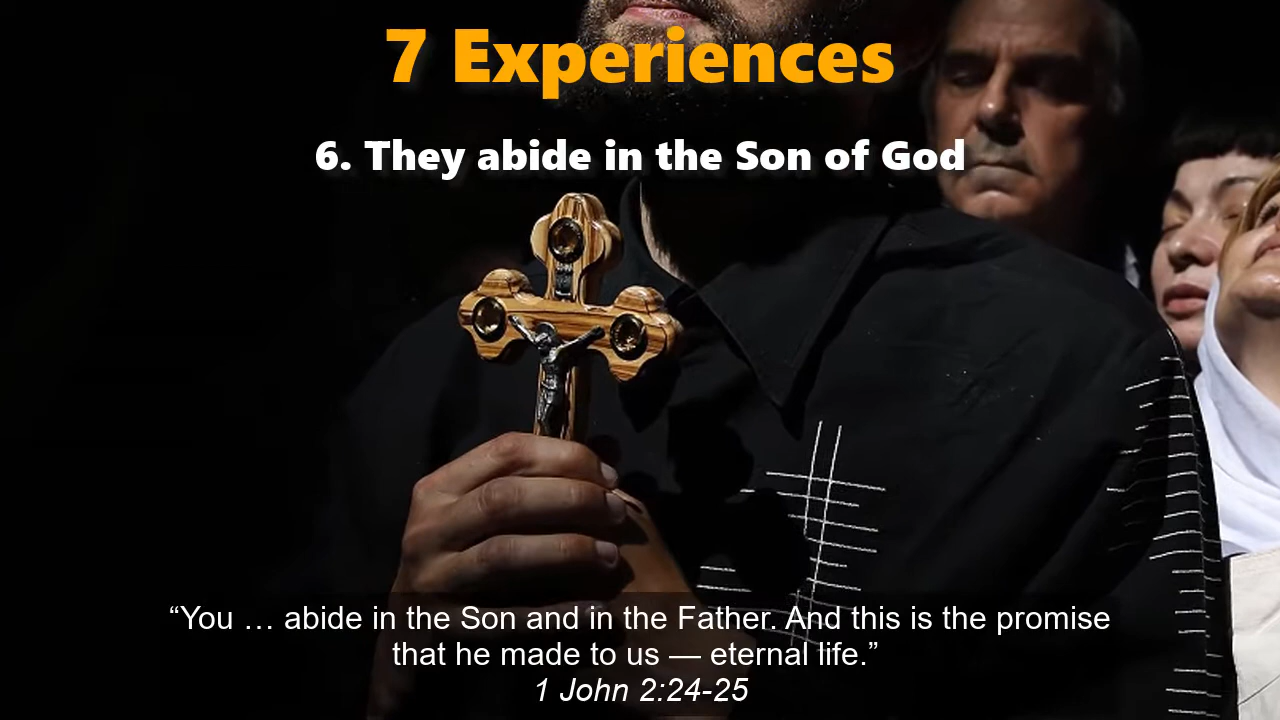 7 Experiences
6. They abide in the Son of God
“You … abide in the Son and in the Father. And this is the promise
that he made to us — eternal life.”
1 John 2:24-25